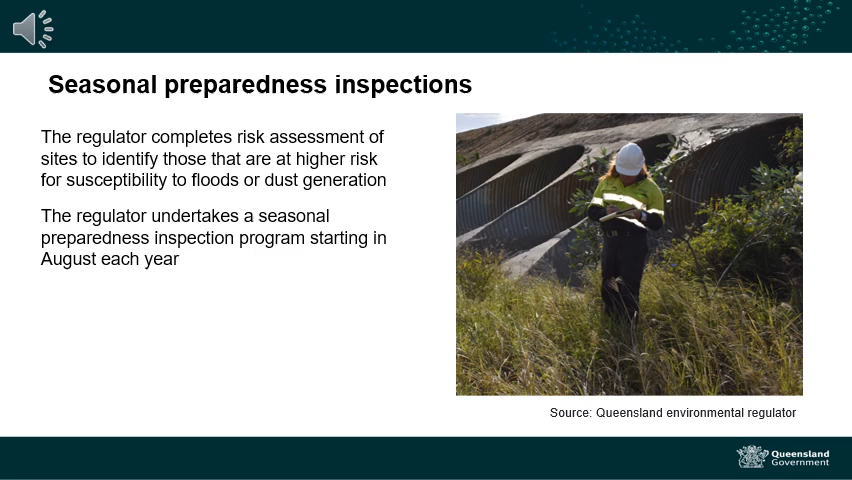 Seasonal preparedness inspections
The regulator completes risk assessment of
sites to identify those that are at higher risk
for susceptibility to floods or dust generation
The regulator undertakes a seasonal
preparedness inspection program starting in
August each year
Source: Queensland environmental regulator
Queensland
Government